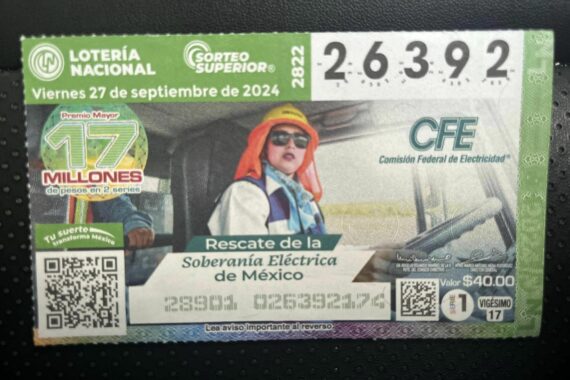 LOTERÍA
NACIONAL
SORTEO
SUPERIOR®
2822
26392
Viernes 27 de septiembre de 2024
Premio Mayor
17
MILLONES
de pesos en 2 series
CFE
Comisión Federal de Electricidad
Tu suerte
transforma México
Rescate de la
Soberanía Eléctrica
de México
28901 026392174
Valor $40.00
SERIE
1
VIGÉSIMO
17
Lea aviso importante al reverso